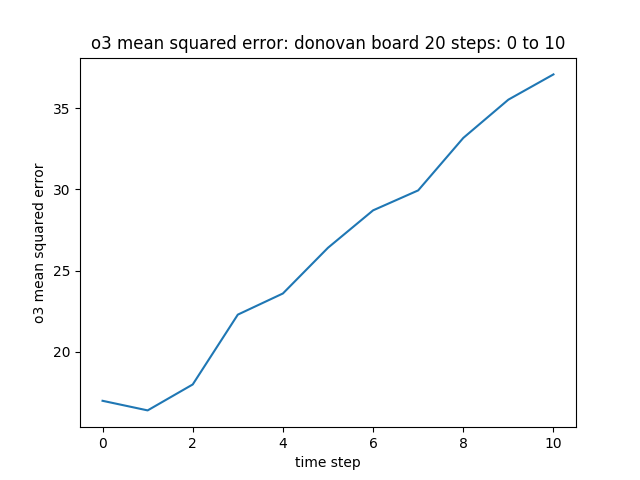 o3 mean squared error: donovan board 20 steps: 0 to 10
o3 mean squared error
35
30
25
20
0 2 4 6 8 10
time step